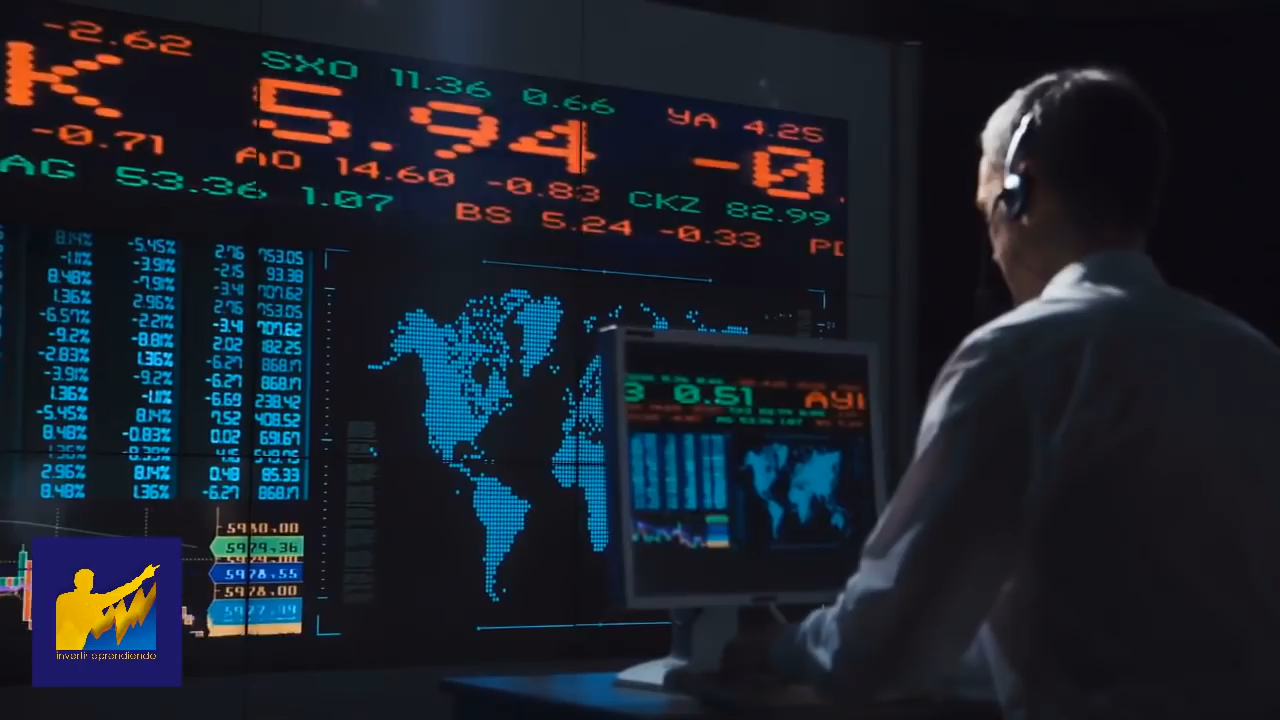 -2.62
SXO 11.36 0.66
YA 4.25
K 5.94 -0.
-0.71
AO 14.60 -0.83
CKZ 82.99
AG 53.36 1.07
BS 5.24 -0.33
8.14% -5.45% 2.76 753.05
-1.11% -3.91% -2.15 93.38
8.48% -7.91% -3.41 707.62
1.36% 2.96% 2.76 753.05
-6.57% -2.21% -3.41 707.62
-9.2% -8.81% 2.02 182.25
-2.83% 1.36% -6.27 868.17
-3.91% -9.2% -6.27 868.17
1.36% -1.11% -6.69 238.42
-5.45% 8.14% 7.52 408.52
8.48% -0.83% 0.02 691.67
2.96% 8.14% 0.48 85.33
8.48% 1.36% -6.27 868.17
5980.00
5979.36
5978.55
5978.00
3 0.51 AYI
invertir aprendiendo